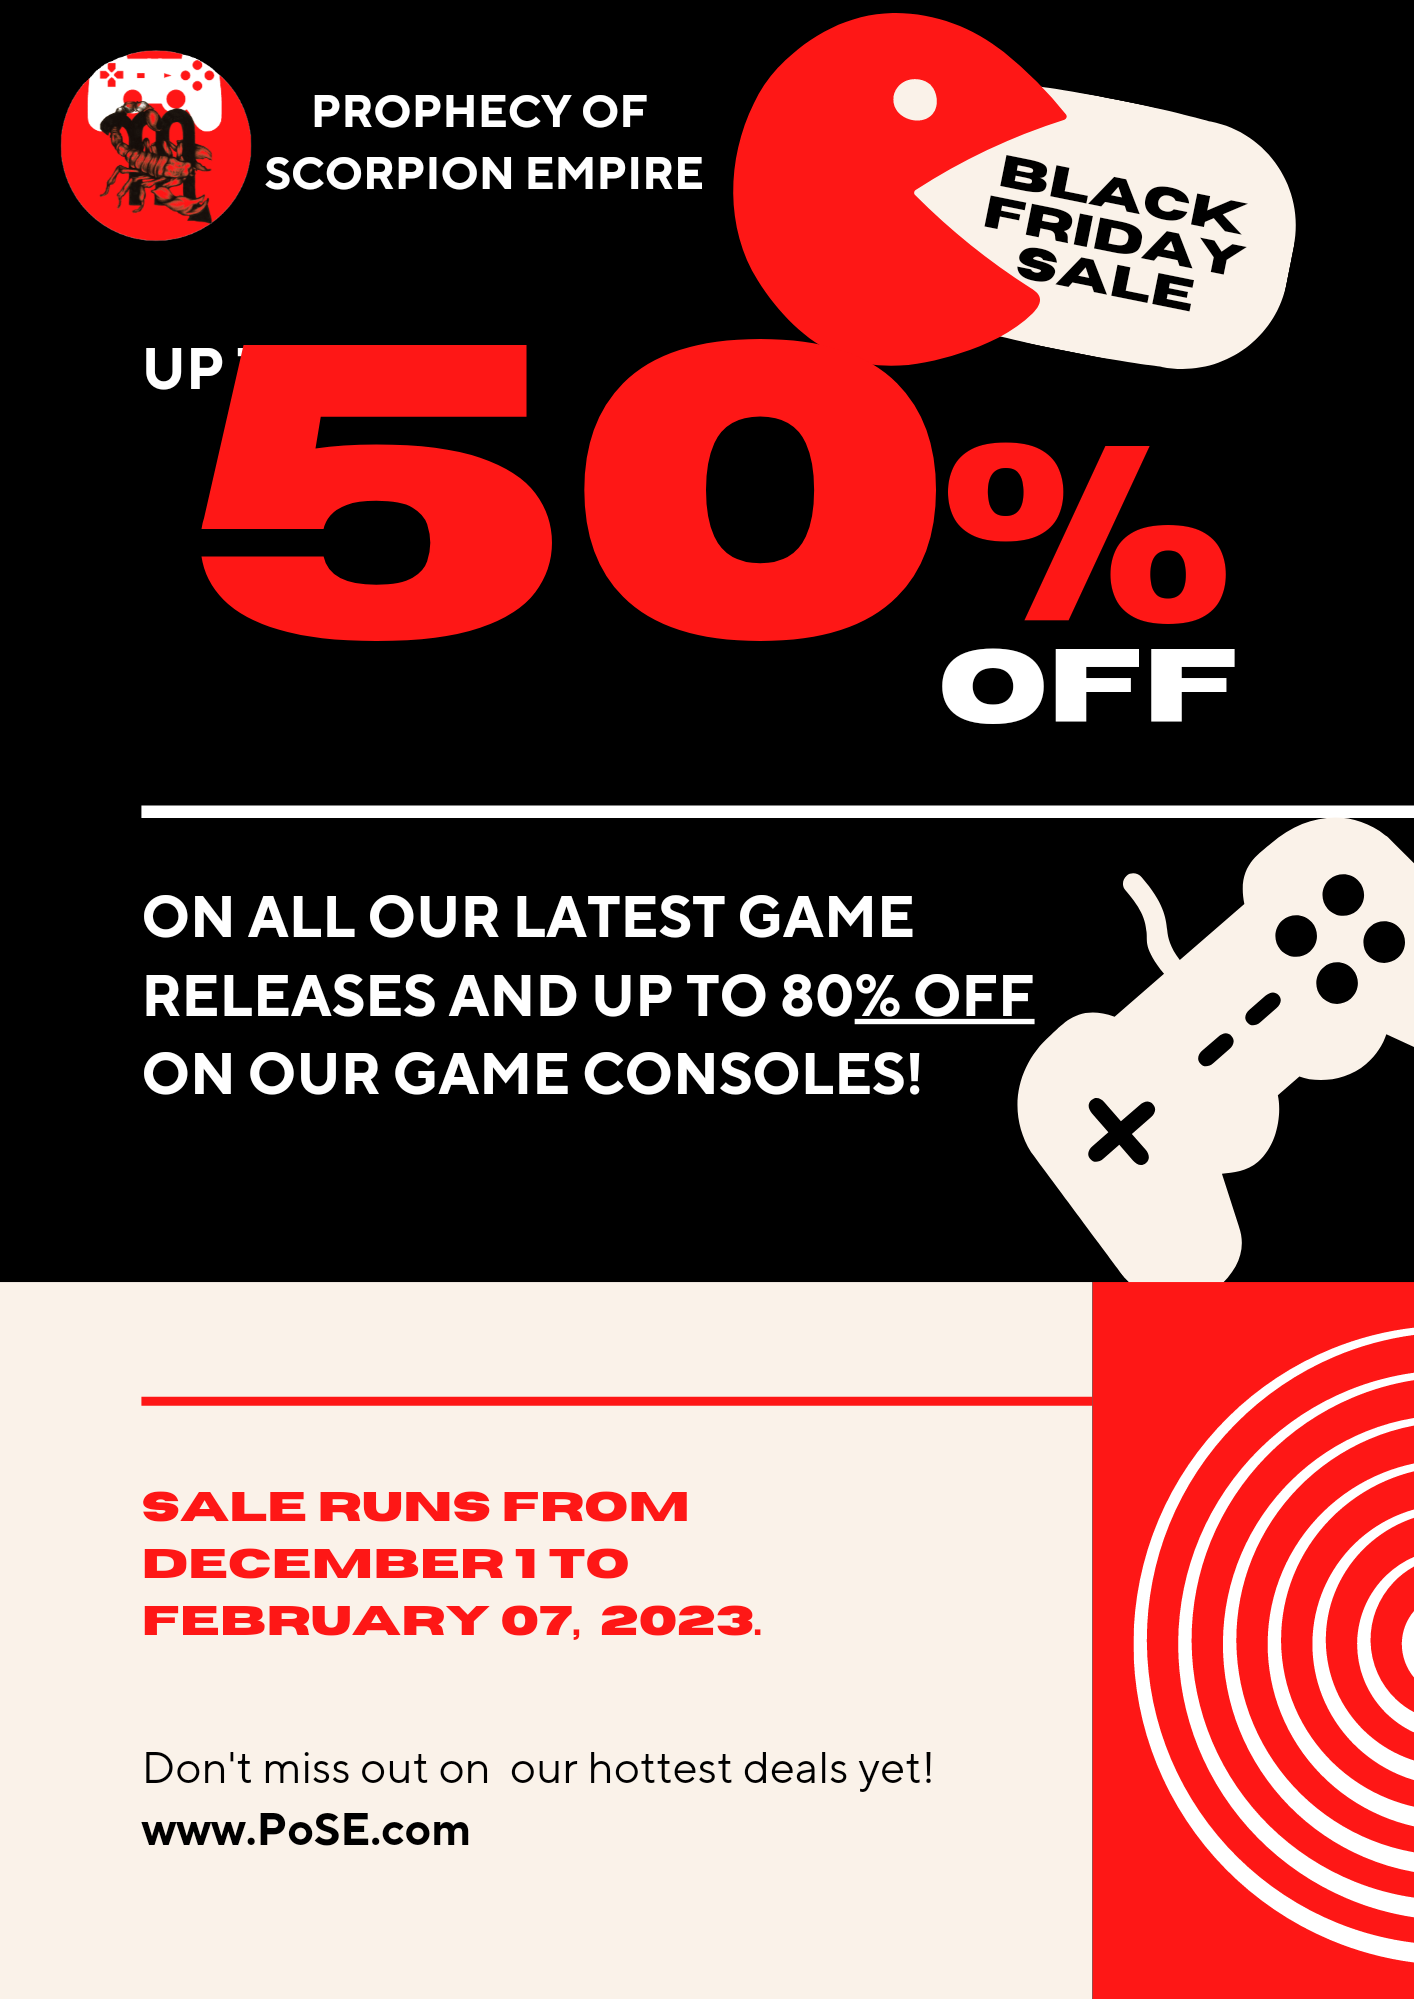 PROPHECY OF
SCORPION EMPIRE
BLACK
FRIDAY
SALE
UP
50%
OFF
ON ALL OUR LATEST GAME
RELEASES AND UP TO 80% OFF
ON OUR GAME CONSOLES!
SALE RUNS FROM
DECEMBER 1 TO
FEBRUARY 07, 2023.
Don't miss out on  our hottest deals yet!
www.PoSE.com